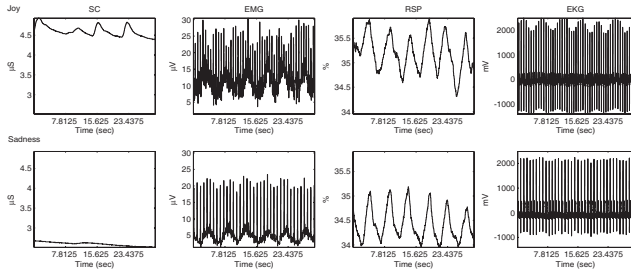 Joy
SC EMG RSP EKG
4.5 30 35.5 2000
4 25 35 1000
3.5 20 34.5 0
3 15 34 -1000
10
5
µS µV % mV
7.8125 15.625 23.4375 7.8125 15.625 23.4375 7.8125 15.625 23.4375 7.8125 15.625 23.4375
Time (sec) Time (sec) Time (sec) Time (sec)
Sadness
4.5 30 35.5 2000
4 25 35 1000
3.5 20 34.5 0
3 15 34 -1000
10
5
µS µV % mV
7.8125 15.625 23.4375 7.8125 15.625 23.4375 7.8125 15.625 23.4375 7.8125 15.625 23.4375
Time (sec) Time (sec) Time (sec) Time (sec)